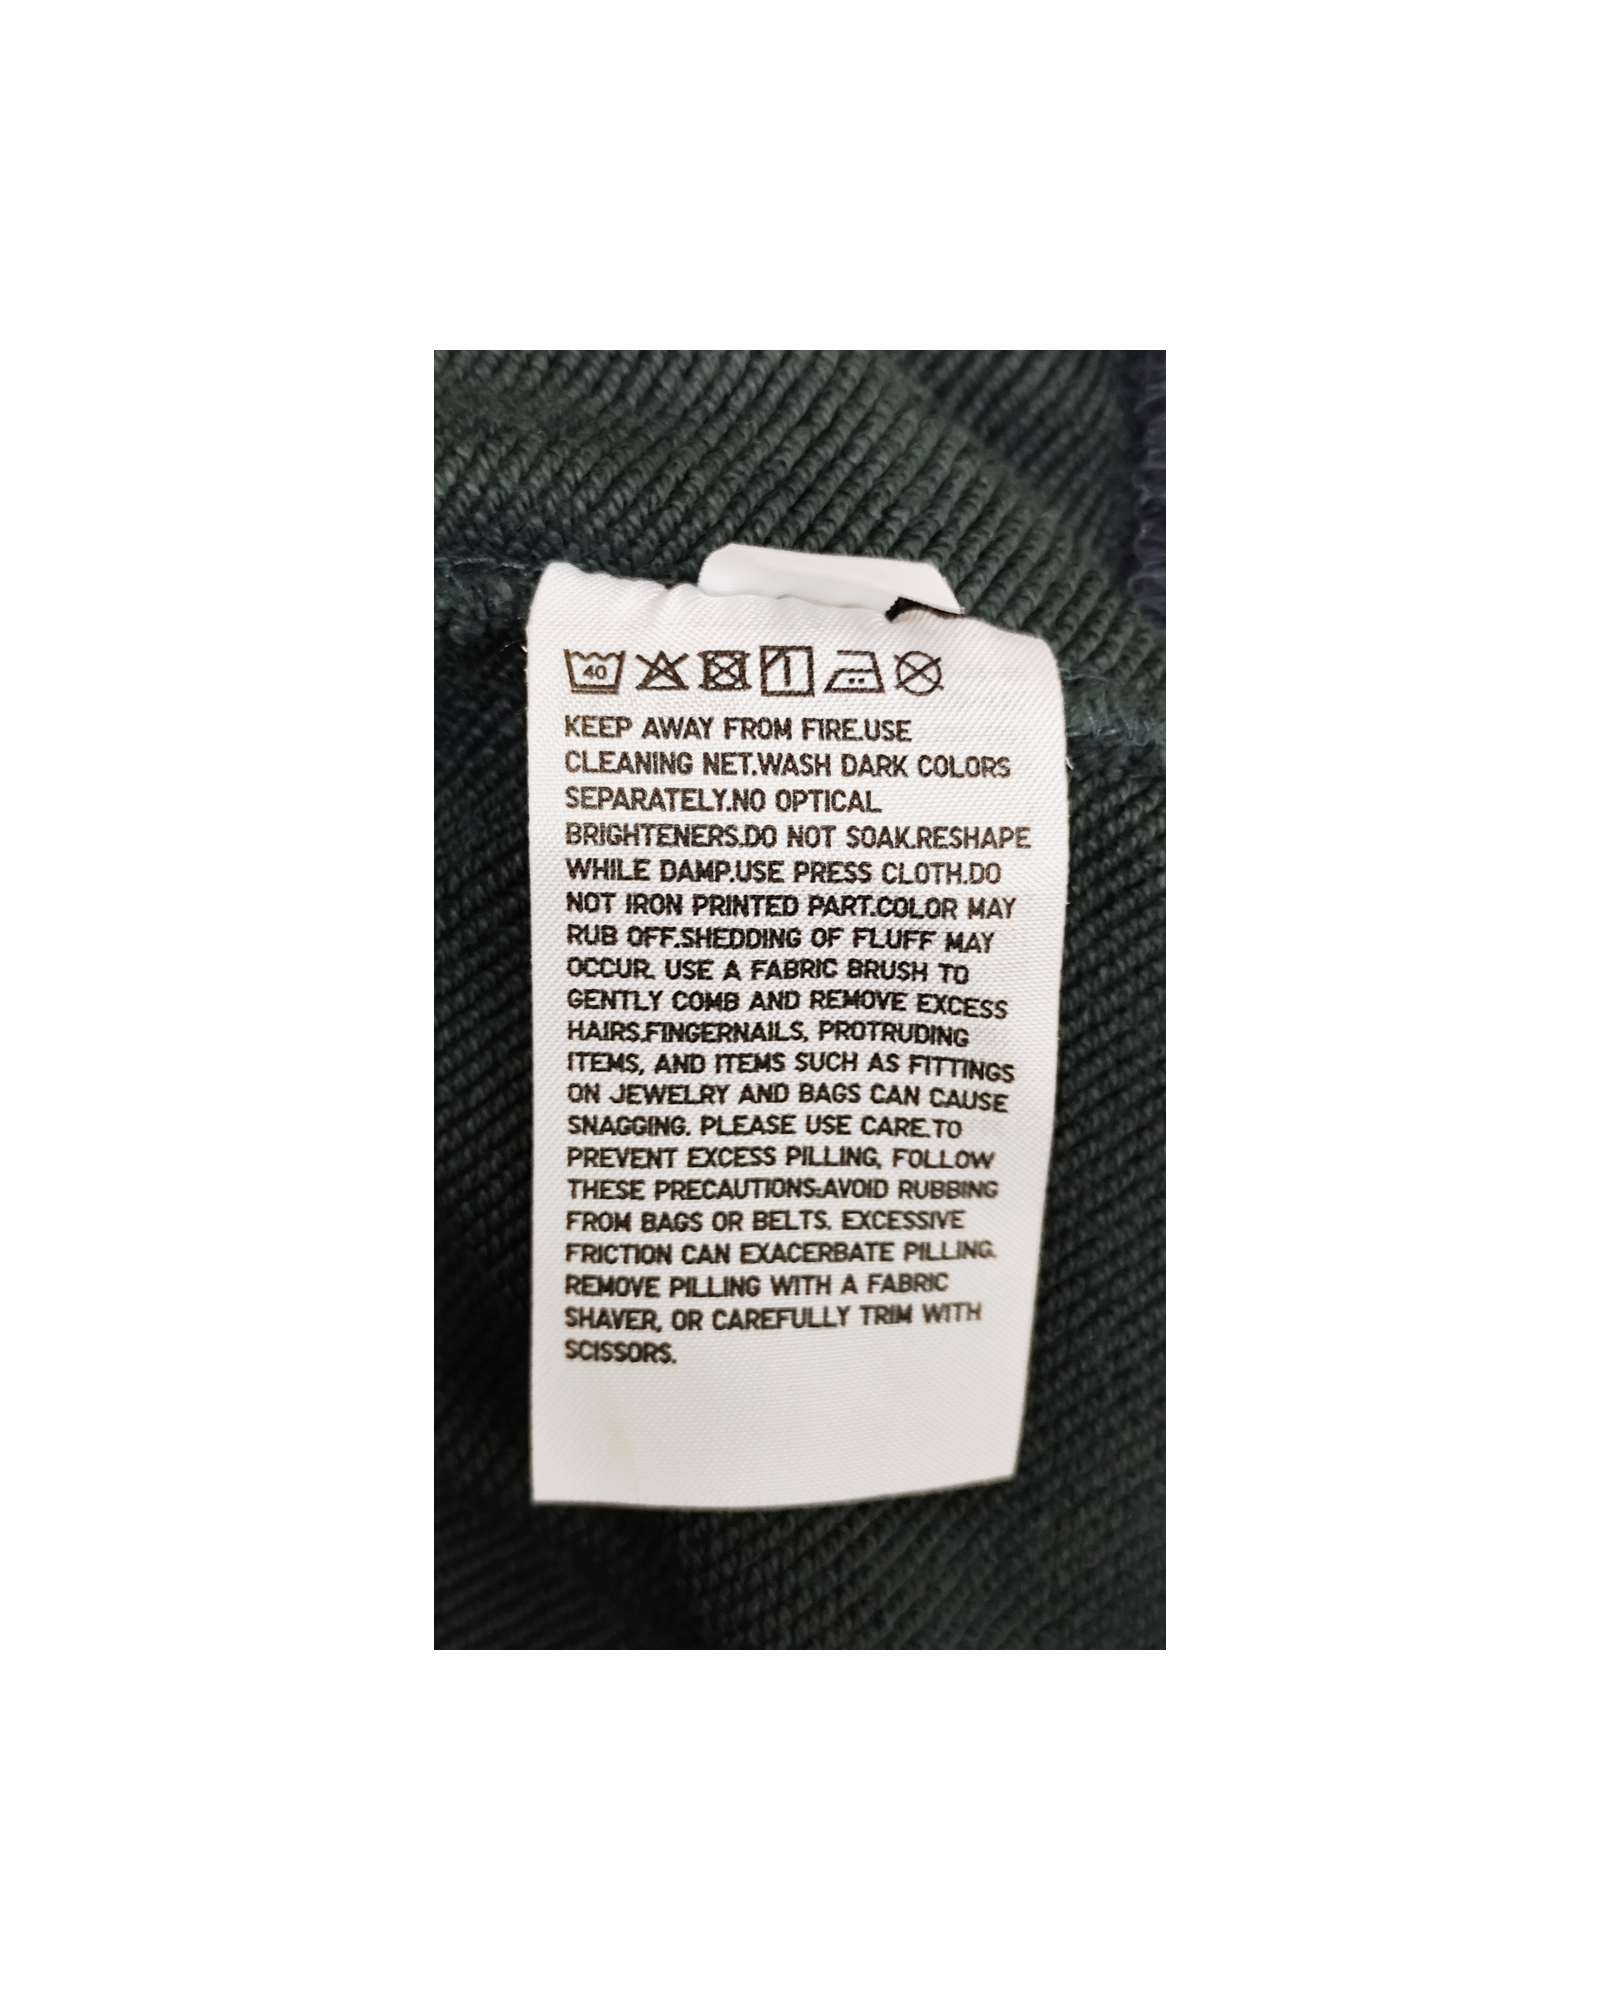 40
KEEP AWAY FROM FIRE.USE
CLEANING NET.WASH DARK COLORS
SEPARATELY.NO OPTICAL
BRIGHTENERS.DO NOT SOAK.RESHAPE
WHILE DAMP.USE PRESS CLOTH.DO
NOT IRON PRINTED PART.COLOR MAY
RUB OFF.SHEDDING OF FLUFF MAY
OCCUR. USE A FABRIC BRUSH TO
GENTLY COMB AND REMOVE EXCESS
HAIRS.FINGERNAILS, PROTRUDING
ITEMS, AND ITEMS SUCH AS FITTINGS
ON JEWELRY AND BAGS CAN CAUSE
SNAGGING. PLEASE USE CARE.TO
PREVENT EXCESS PILLING, FOLLOW
THESE PRECAUTIONS:AVOID RUBBING
FROM BAGS OR BELTS. EXCESSIVE
FRICTION CAN EXACERBATE PILLING.
REMOVE PILLING WITH A FABRIC
SHAVER, OR CAREFULLY TRIM WITH
SCISSORS.